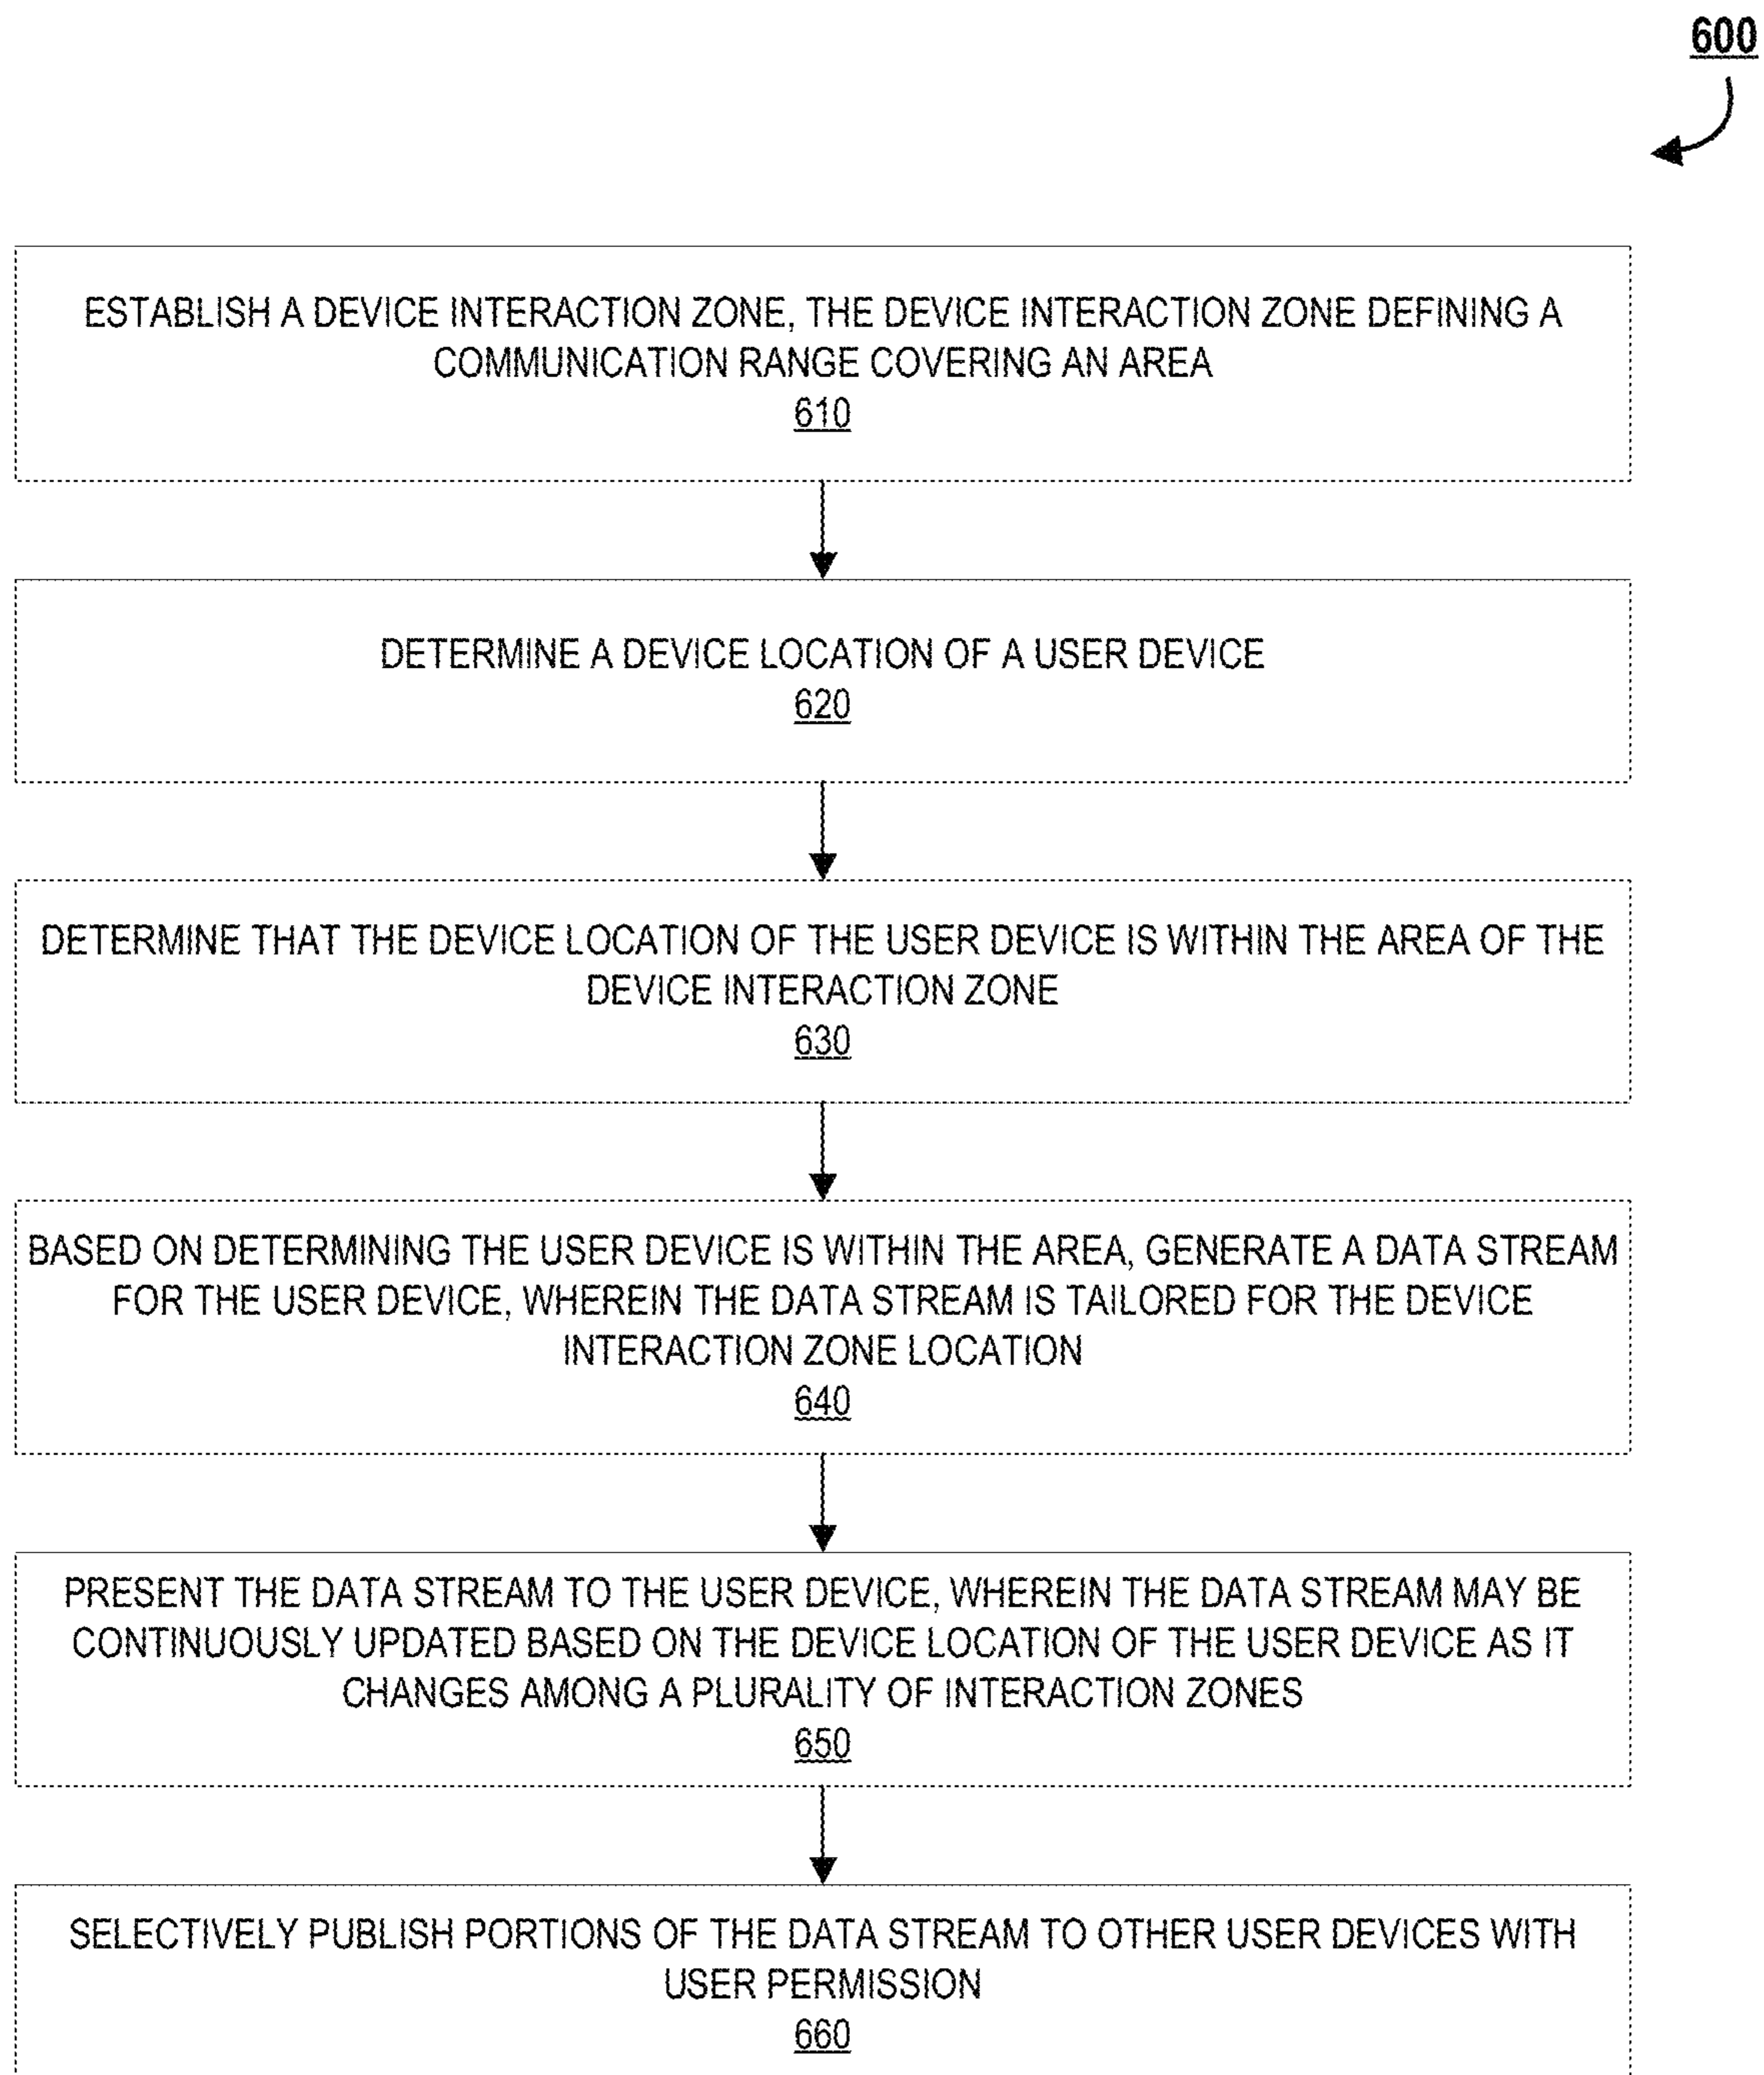 600
ESTABLISH A DEVICE INTERACTION ZONE, THE DEVICE INTERACTION ZONE DEFINING A
COMMUNICATION RANGE COVERING AN AREA
610
DETERMINE A DEVICE LOCATION OF A USER DEVICE
620
DETERMINE THAT THE DEVICE LOCATION OF THE USER DEVICE IS WITHIN THE AREA OF THE
DEVICE INTERACTION ZONE
630
BASED ON DETERMINING THE USER DEVICE IS WITHIN THE AREA, GENERATE A DATA STREAM
FOR THE USER DEVICE, WHEREIN THE DATA STREAM IS TAILORED FOR THE DEVICE
INTERACTION ZONE LOCATION
640
PRESENT THE DATA STREAM TO THE USER DEVICE, WHEREIN THE DATA STREAM MAY BE
CONTINUOUSLY UPDATED BASED ON THE DEVICE LOCATION OF THE USER DEVICE AS IT
CHANGES AMONG A PLURALITY OF INTERACTION ZONES
650
SELECTIVELY PUBLISH PORTIONS OF THE DATA STREAM TO OTHER USER DEVICES WITH
USER PERMISSION
660